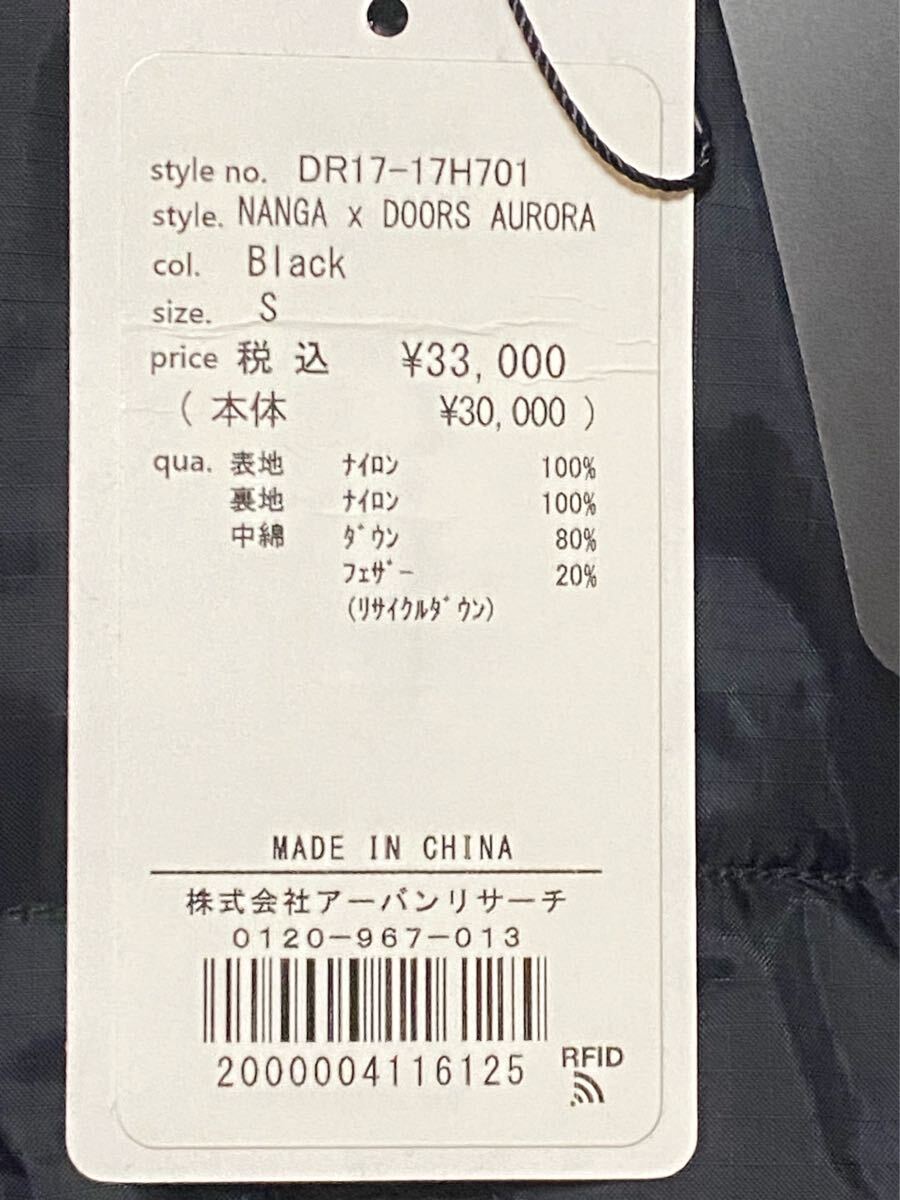 style no. DR17-17H701
style. NANGA x DOORS AURORA
col. Black
size. S
price 税 込 ¥33,000
( 本体 ¥30,000 )
qua. 表地 ﾅｲﾛﾝ 100%
裏地 ﾅｲﾛﾝ 100%
中綿 ﾀﾞｳﾝ 80%
ﾌｪｻﾞｰ 20%
(ﾘｻｲｸﾙﾀﾞｳﾝ)
MADE IN CHINA
株式会社アーバンリサーチ
0120-967-013
2000004116125
RFID